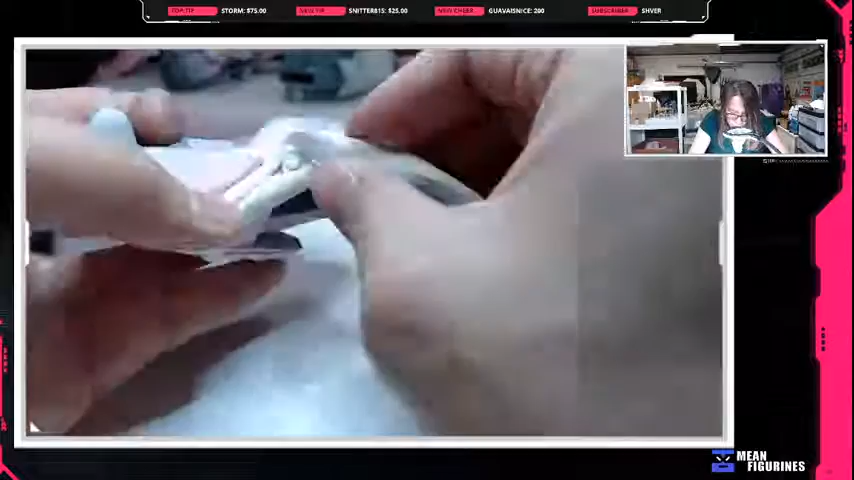 TOP TIP STORM: $75.00 NEW TIP SNITTER815: $25.00 NEW CHEER GUAVAISNICE: 200 SUBSCRIBER SHVER
MEAN
FIGURINES